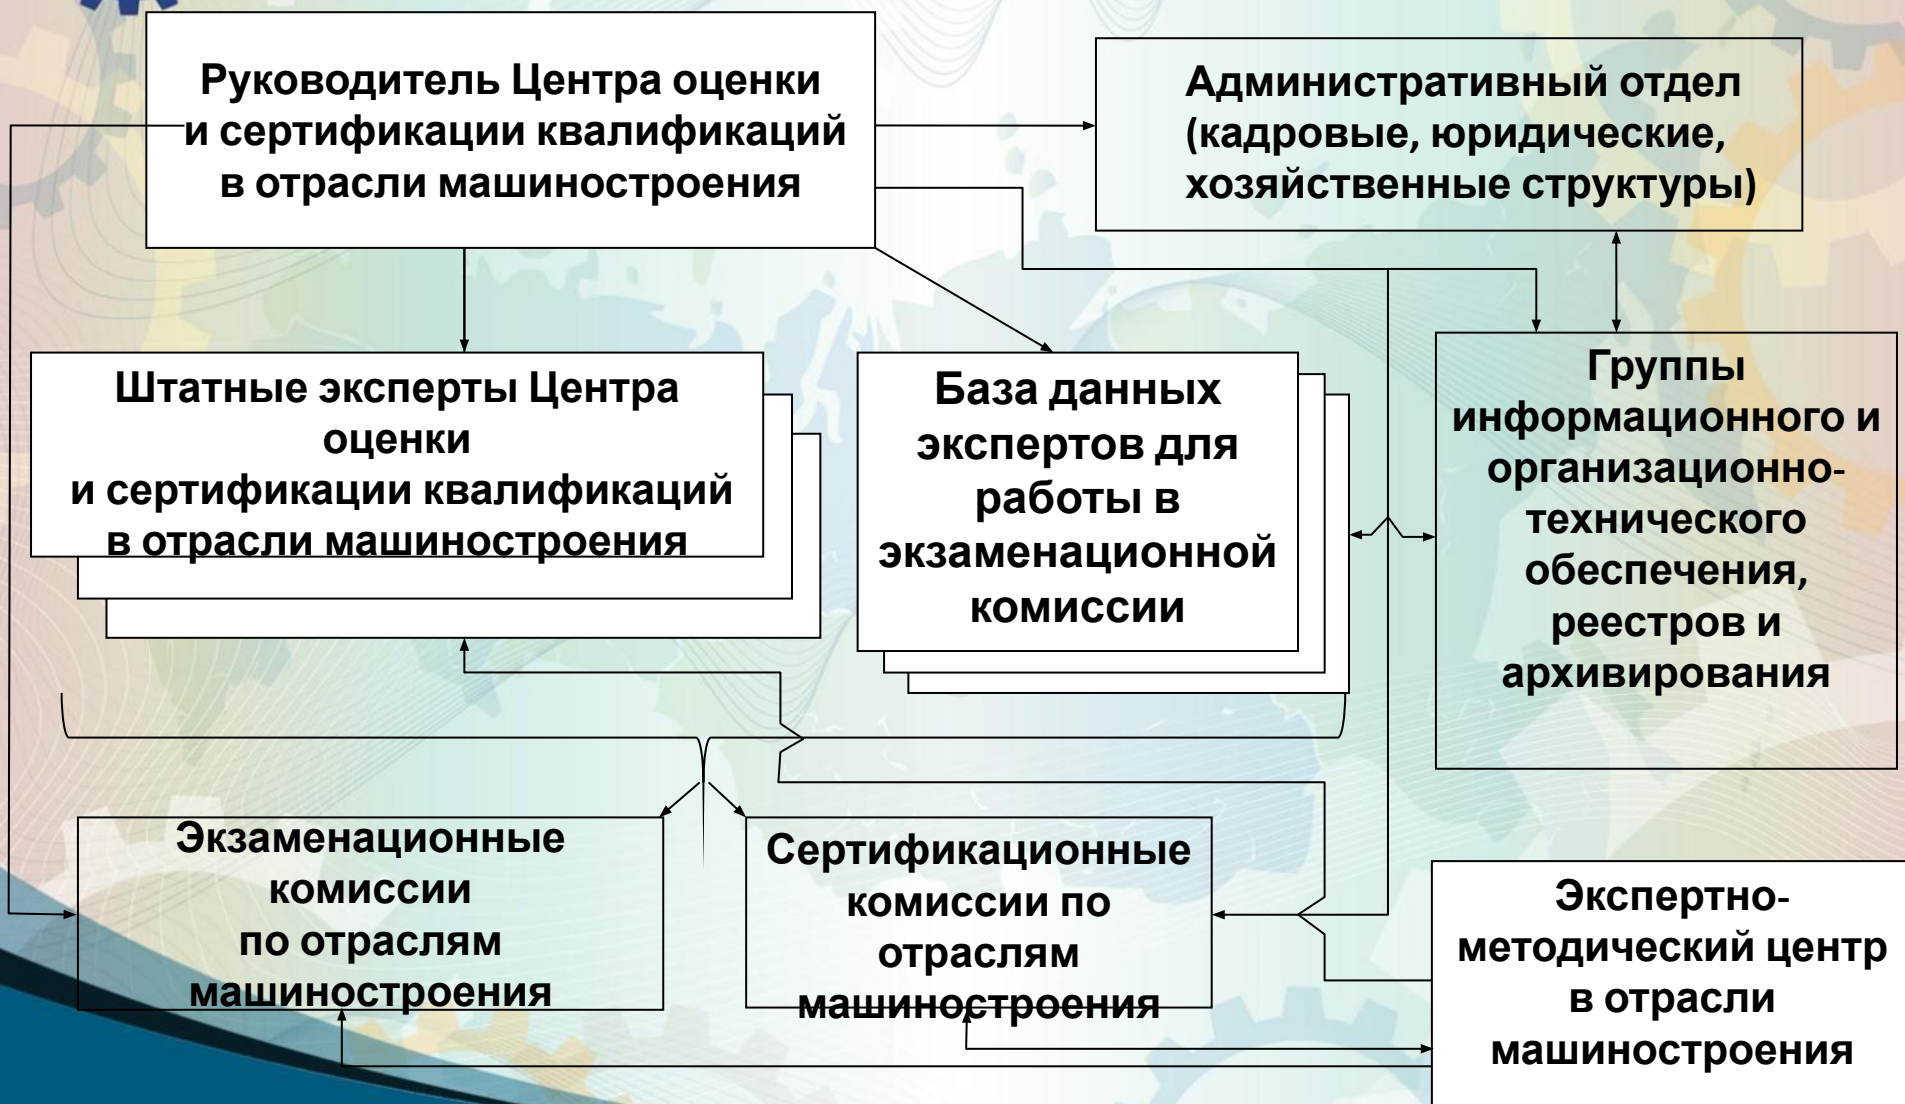 Руководитель Центра оценки
и сертификации квалификаций
в отрасли машиностроения
Административный отдел
(кадровые, юридические,
хозяйственные структуры)
Штатные эксперты Центра
оценки
и сертификации квалификаций
в отрасли машиностроения
База данных
экспертов для
работы в
экзаменационной
комиссии
Группы
информационного и
организационно-
технического
обеспечения,
реестров и
архивирования
Экзаменационные
комиссии
по отраслям
машиностроения
Сертификационные
комиссии по
отраслям
машиностроения
Экспертно-
методический центр
в отрасли
машиностроения